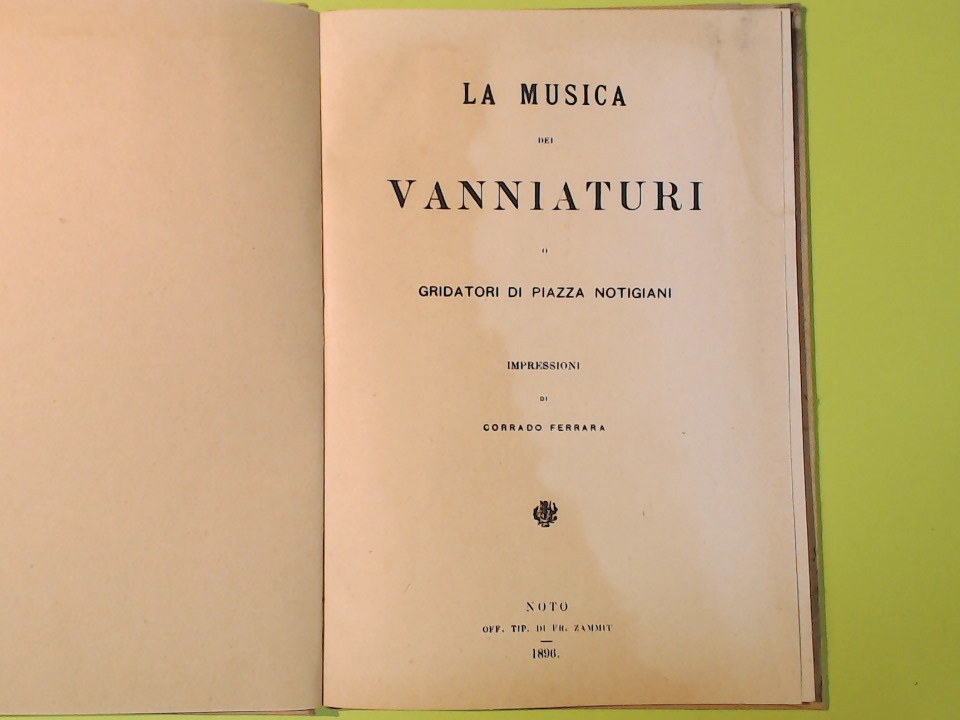 LA MUSICA
DEI
VANNIATURI
O
GRIDATORI DI PIAZZA NOTIGIANI
IMPRESSIONI
DI
CORRADO FERRARA
NOTO
OFF. TIP. DI FR. ZAMMIT
1896.